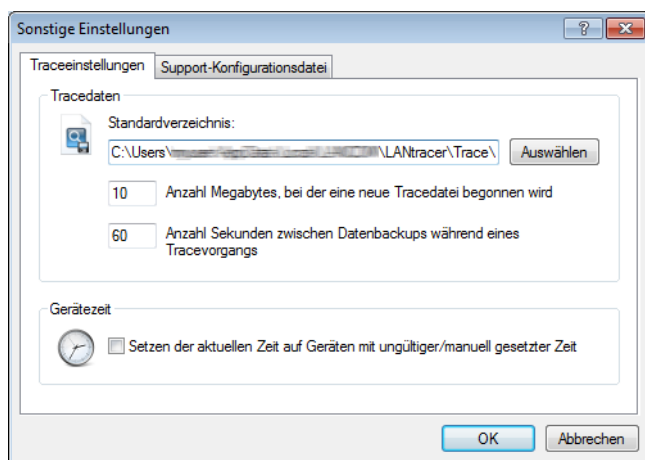 Sonstige Einstellungen
Traceeinstellungen
Support-Konfigurationsdatei
Tracedaten
Standardverzeichnis:
C:\Users\ \LANtracer\Trace\
Auswählen
10
Anzahl Megabytes, bei der eine neue Tracedatei begonnen wird
60
Anzahl Sekunden zwischen Datenbackups während eines
Tracevorgangs
Gerätezeit
Setzen der aktuellen Zeit auf Geräten mit ungültiger/manuell gesetzter Zeit
OK
Abbrechen